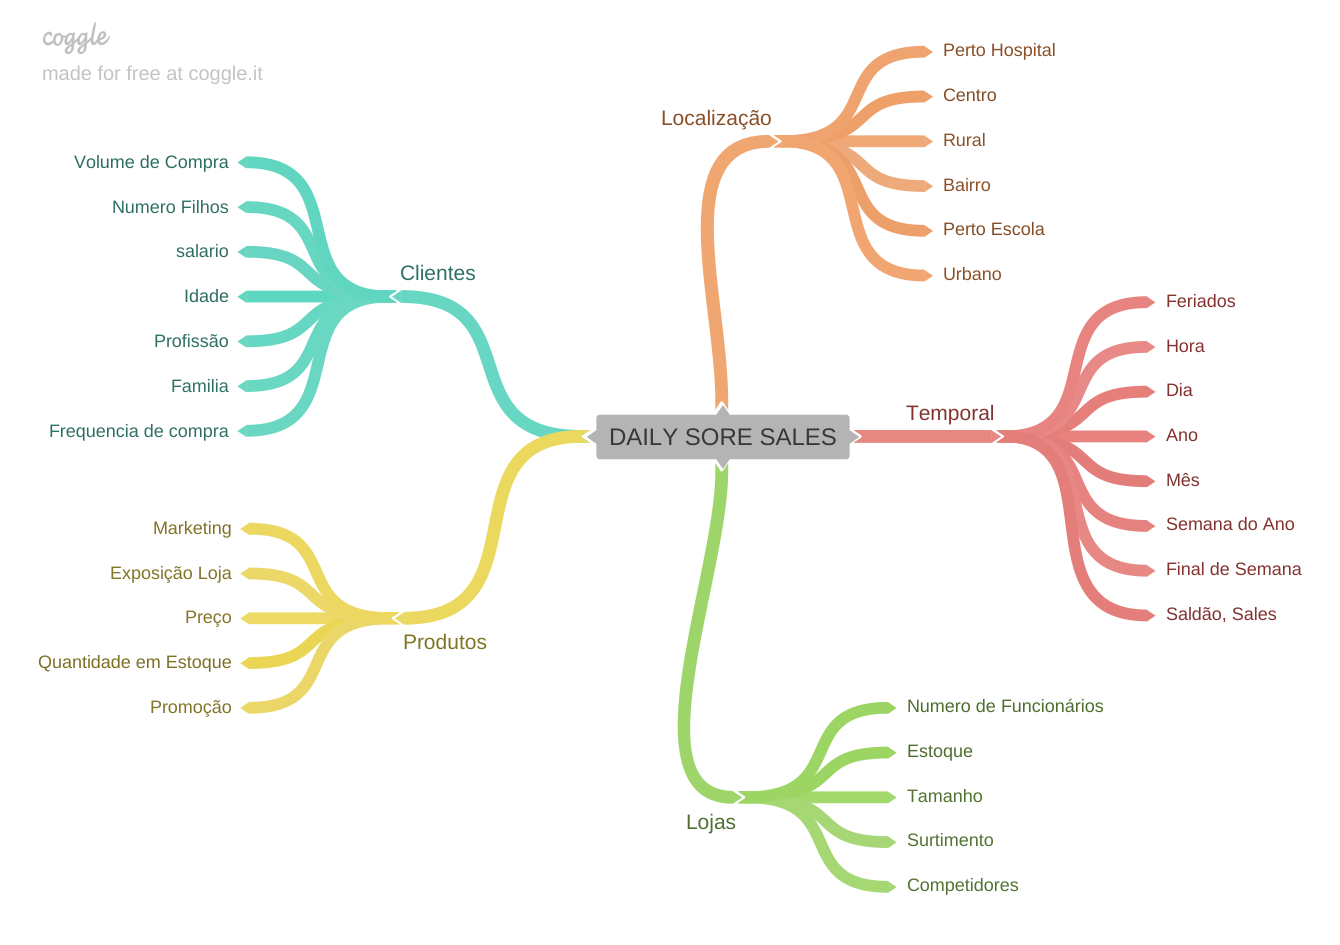 coggle
made for free at coggle.it
Localização
Perto Hospital
Centro
Rural
Bairro
Perto Escola
Urbano
Clientes
Volume de Compra
Numero Filhos
salario
Idade
Profissão
Familia
Frequencia de compra
DAILY SORE SALES
Temporal
Feriados
Hora
Dia
Ano
Mês
Semana do Ano
Final de Semana
Saldão, Sales
Produtos
Marketing
Exposição Loja
Preço
Quantidade em Estoque
Promoção
Lojas
Numero de Funcionários
Estoque
Tamanho
Surtimento
Competidores